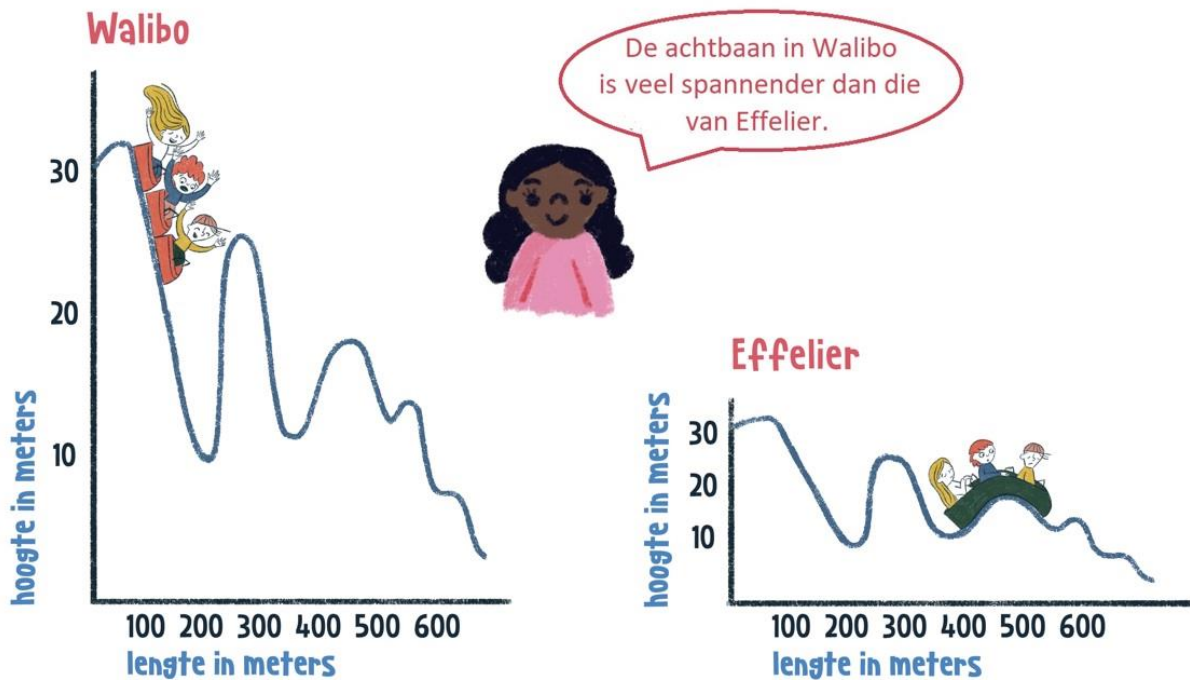 Walibo
De achtbaan in Walibo
is veel spannender dan die
van Effelier.
30
20
10
hoogte in meters
100 200 300 400 500 600
lengte in meters
Effelier
30
20
10
hoogte in meters
100 200 300 400 500 600
lengte in meters